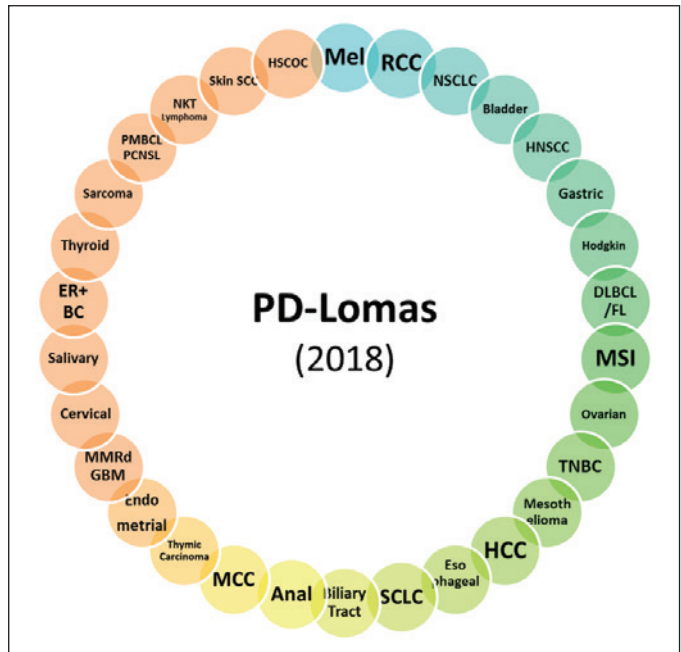 Mel
RCC
NSCLC
Bladder
HNSCC
Gastric
Hodgkin
DLBCL
/FL
MSI
Ovarian
TNBC
Mesoth
elioma
HCC
Eso
phageal
SCLC
Biliary
Tract
Anal
MCC
Thymic
Carcinoma
Endo
metrial
MMRd
GBM
Cervical
Salivary
ER+
BC
Thyroid
Sarcoma
PMBCL
PCNSL
NKT
Lymphoma
Skin SCC
HSCOC
PD-Lomas
(2018)